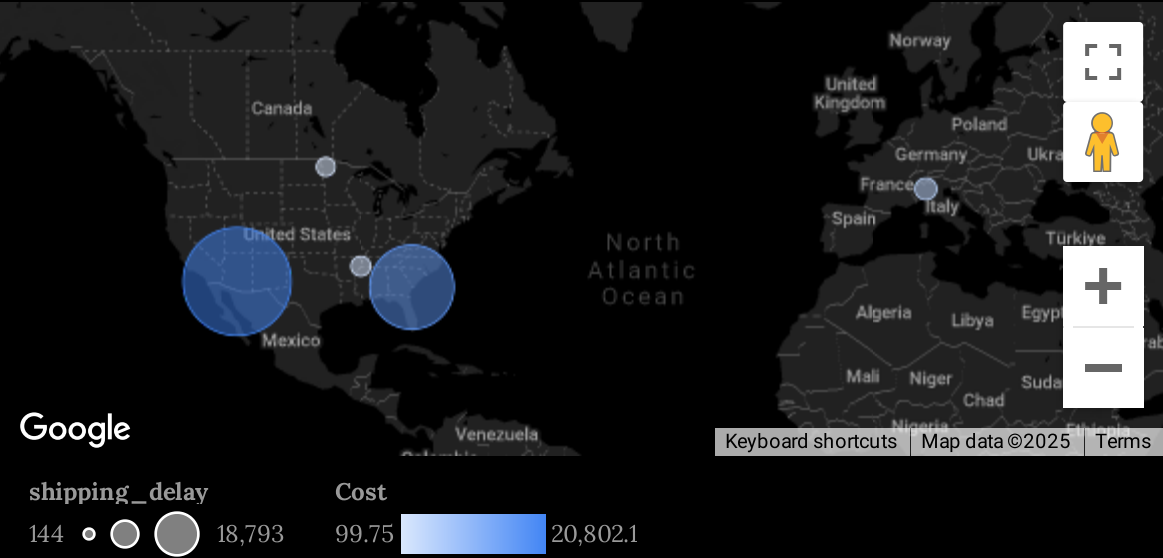 Norway
United
Kingdom
Canada
Poland
Germany
Ukra
France
Italy
Spain
United States
Türkiye
North
Atlantic
Ocean
Algeria
Libya
Egypt
Mexico
Mali
Niger
Suda
Chad
Nigeria
Venezuela
Colombia
Ethiopia
Google
Keyboard shortcuts
Map data ©2025
Terms
shipping_delay
Cost
144
18,793
99.75
20,802.1